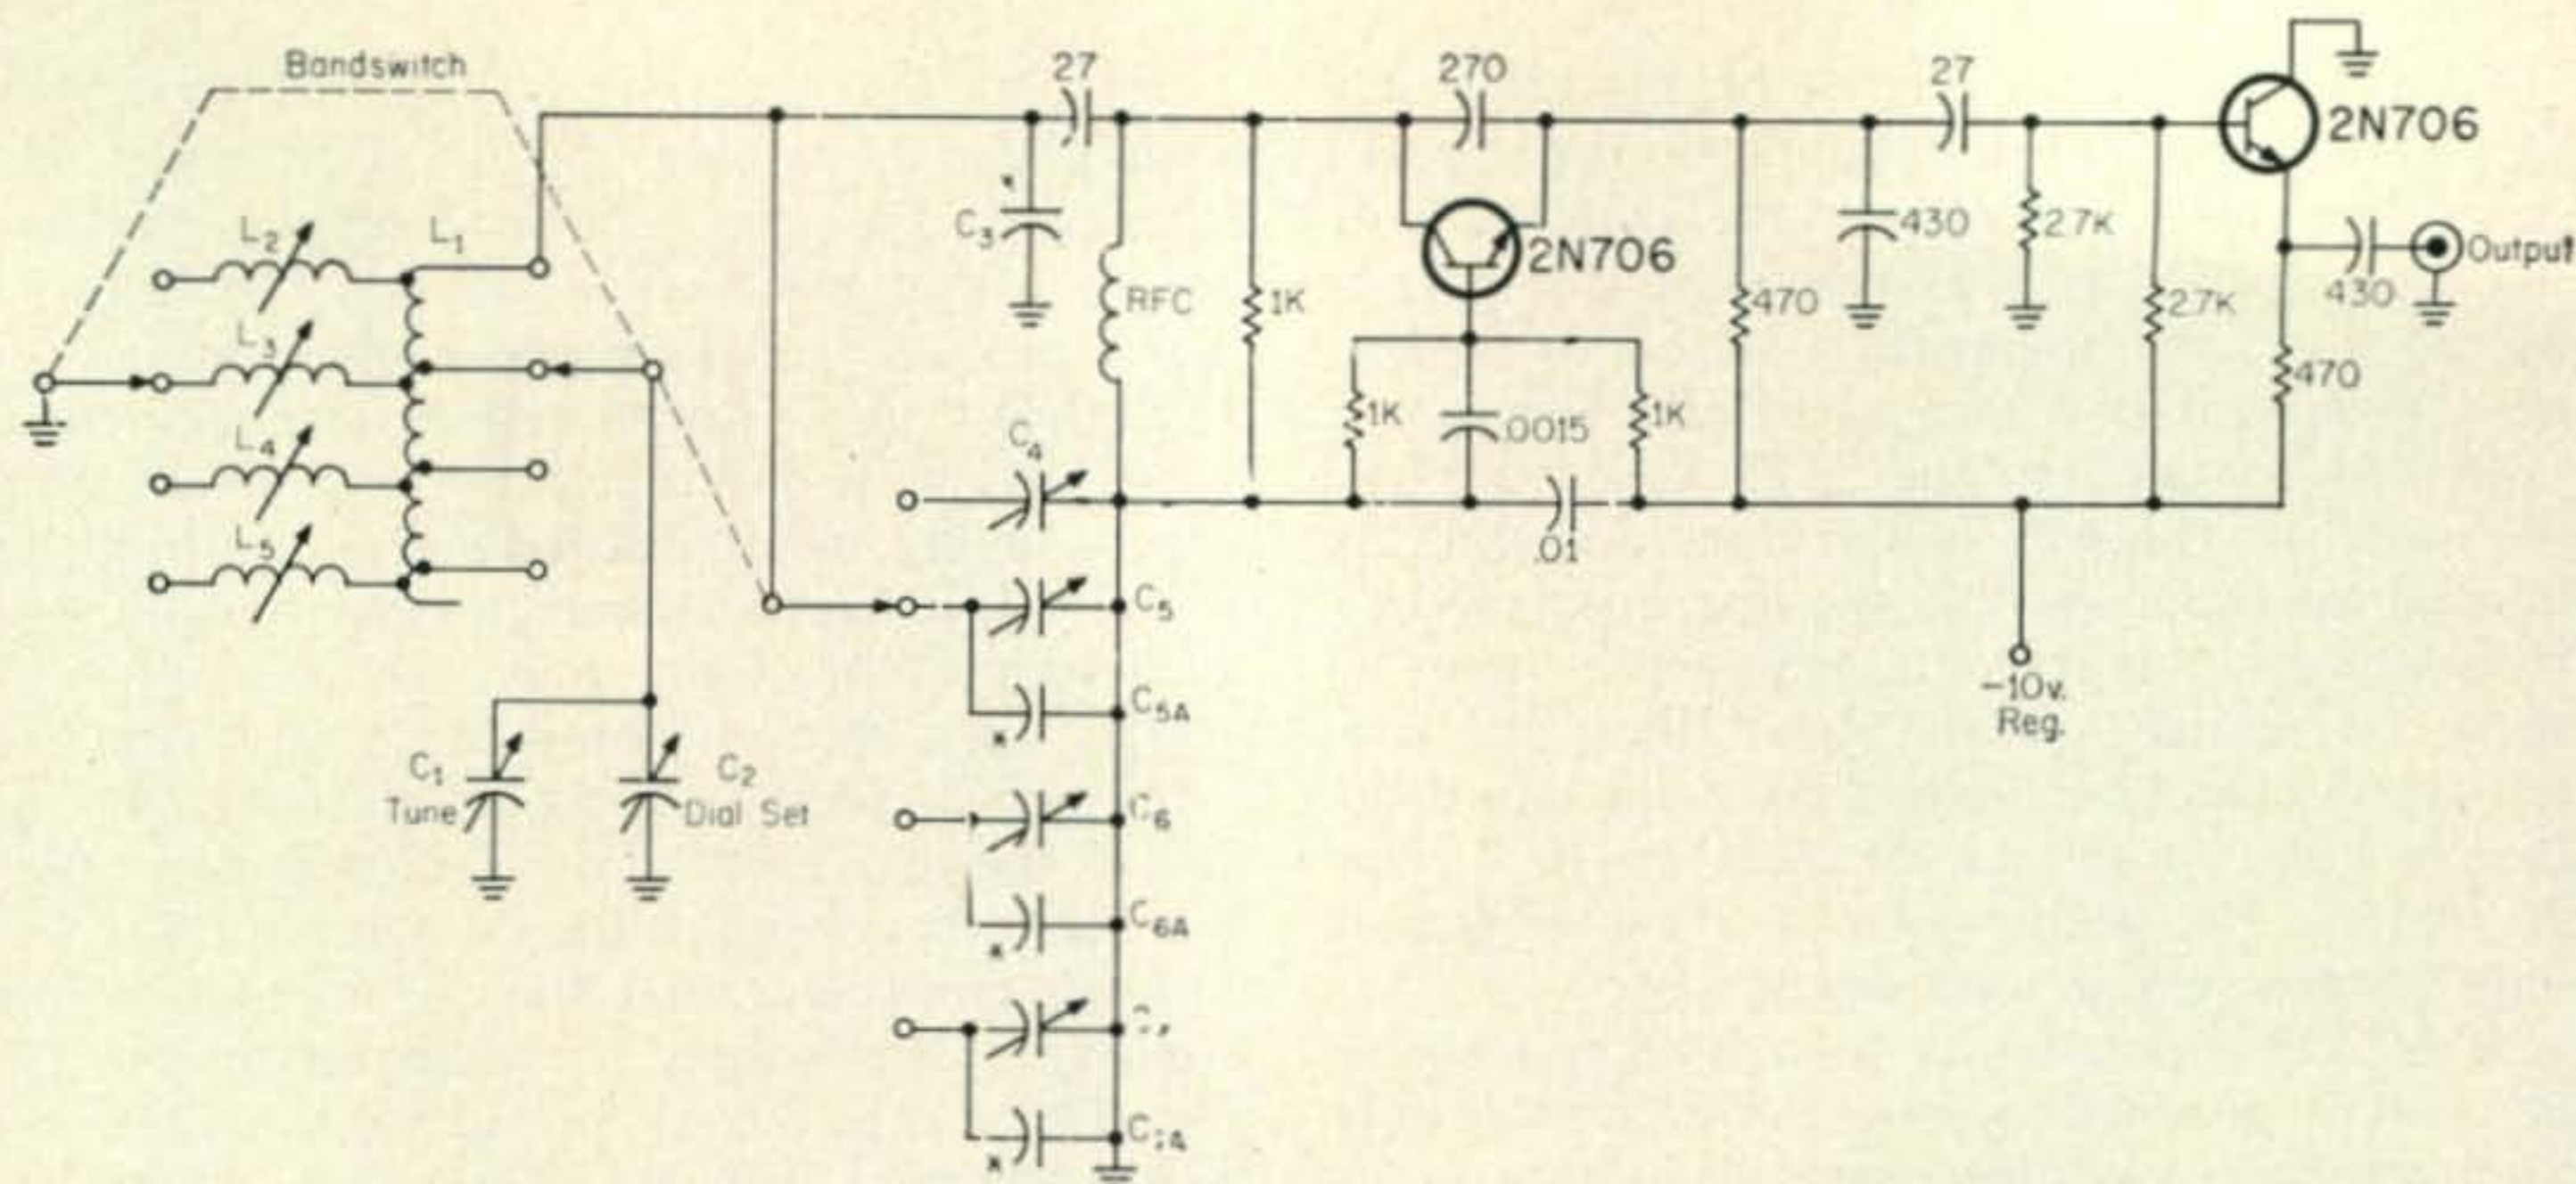 Bandswitch
27
270
27
2N706
L2
L1
C3
RFC
1K
2N706
470
430
2.7K
2.7K
430
Output
L3
L4
L5
C4
1K
.0015
1K
470
.01
C5
C5A
-10v.
Reg.
C1
Tune
C2
Dial Set
C6
C6A